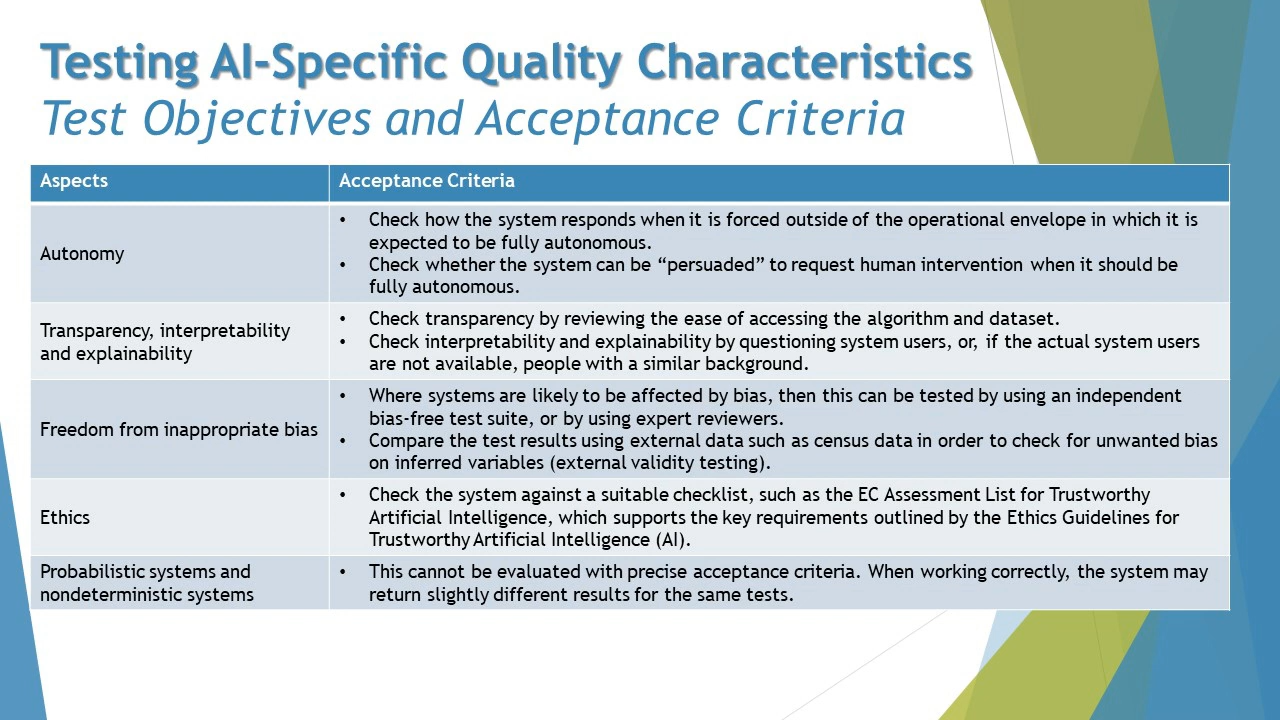 Testing AI-Specific Quality Characteristics
Test Objectives and Acceptance Criteria
Aspects
Acceptance Criteria
Autonomy
• Check how the system responds when it is forced outside of the operational envelope in which it is
expected to be fully autonomous.
• Check whether the system can be “persuaded” to request human intervention when it should be
fully autonomous.
Transparency, interpretability
and explainability
• Check transparency by reviewing the ease of accessing the algorithm and dataset.
• Check interpretability and explainability by questioning system users, or, if the actual system users
are not available, people with a similar background.
Freedom from inappropriate bias
• Where systems are likely to be affected by bias, then this can be tested by using an independent
bias-free test suite, or by using expert reviewers.
• Compare the test results using external data such as census data in order to check for unwanted bias
on inferred variables (external validity testing).
Ethics
• Check the system against a suitable checklist, such as the EC Assessment List for Trustworthy
Artificial Intelligence, which supports the key requirements outlined by the Ethics Guidelines for
Trustworthy Artificial Intelligence (AI).
Probabilistic systems and
nondeterministic systems
• This cannot be evaluated with precise acceptance criteria. When working correctly, the system may
return slightly different results for the same tests.